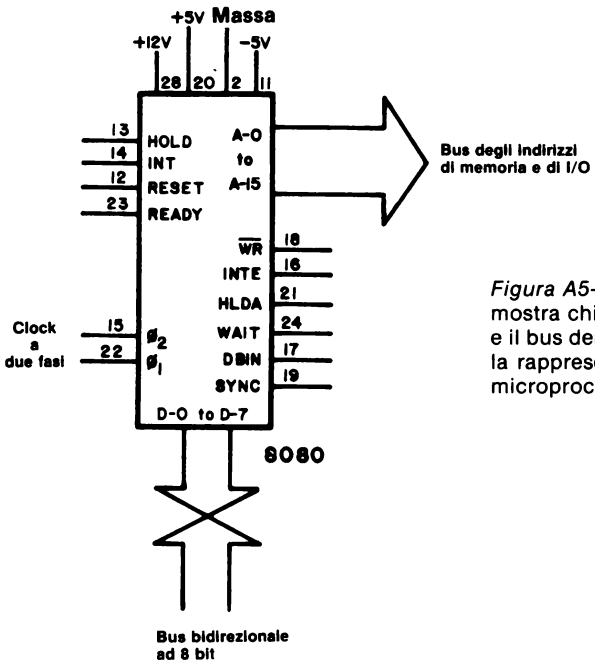 +5V Massa
+12V -5V
28 20 2 11
13 HOLD A-0
14 INT to
12 RESET A-15
23 READY
Bus degli indirizzi
di memoria e di I/O
WR 18
INTE 16
HLDA 21
15 ø2 WAIT 24
22 ø1 DBIN 17
SYNC 19
Clock
a
due fasi
D-0 to D-7
8080
Bus bidirezionale
ad 8 bit
Figura A5-
mostra chi
e il bus de
la rappres
microproc